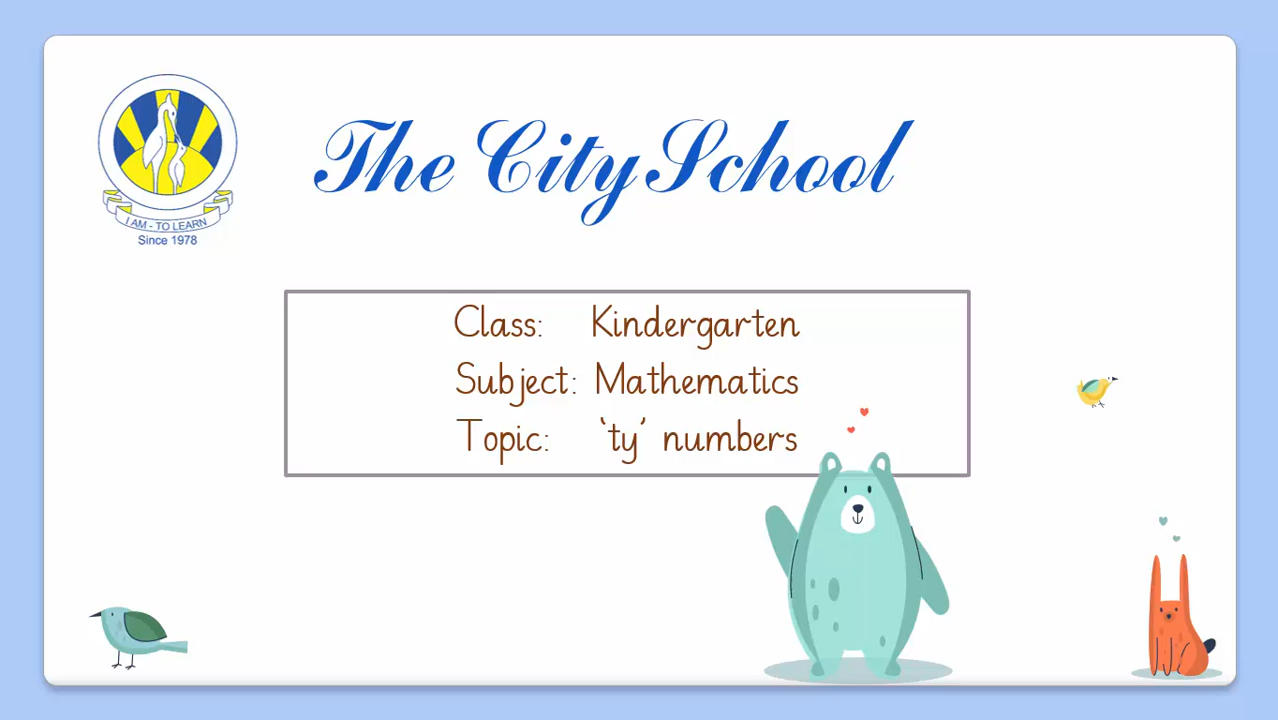 The City School
I AM - TO LEARN
Since 1978
Class: Kindergarten
Subject: Mathematics
Topic: ‘ty’ numbers